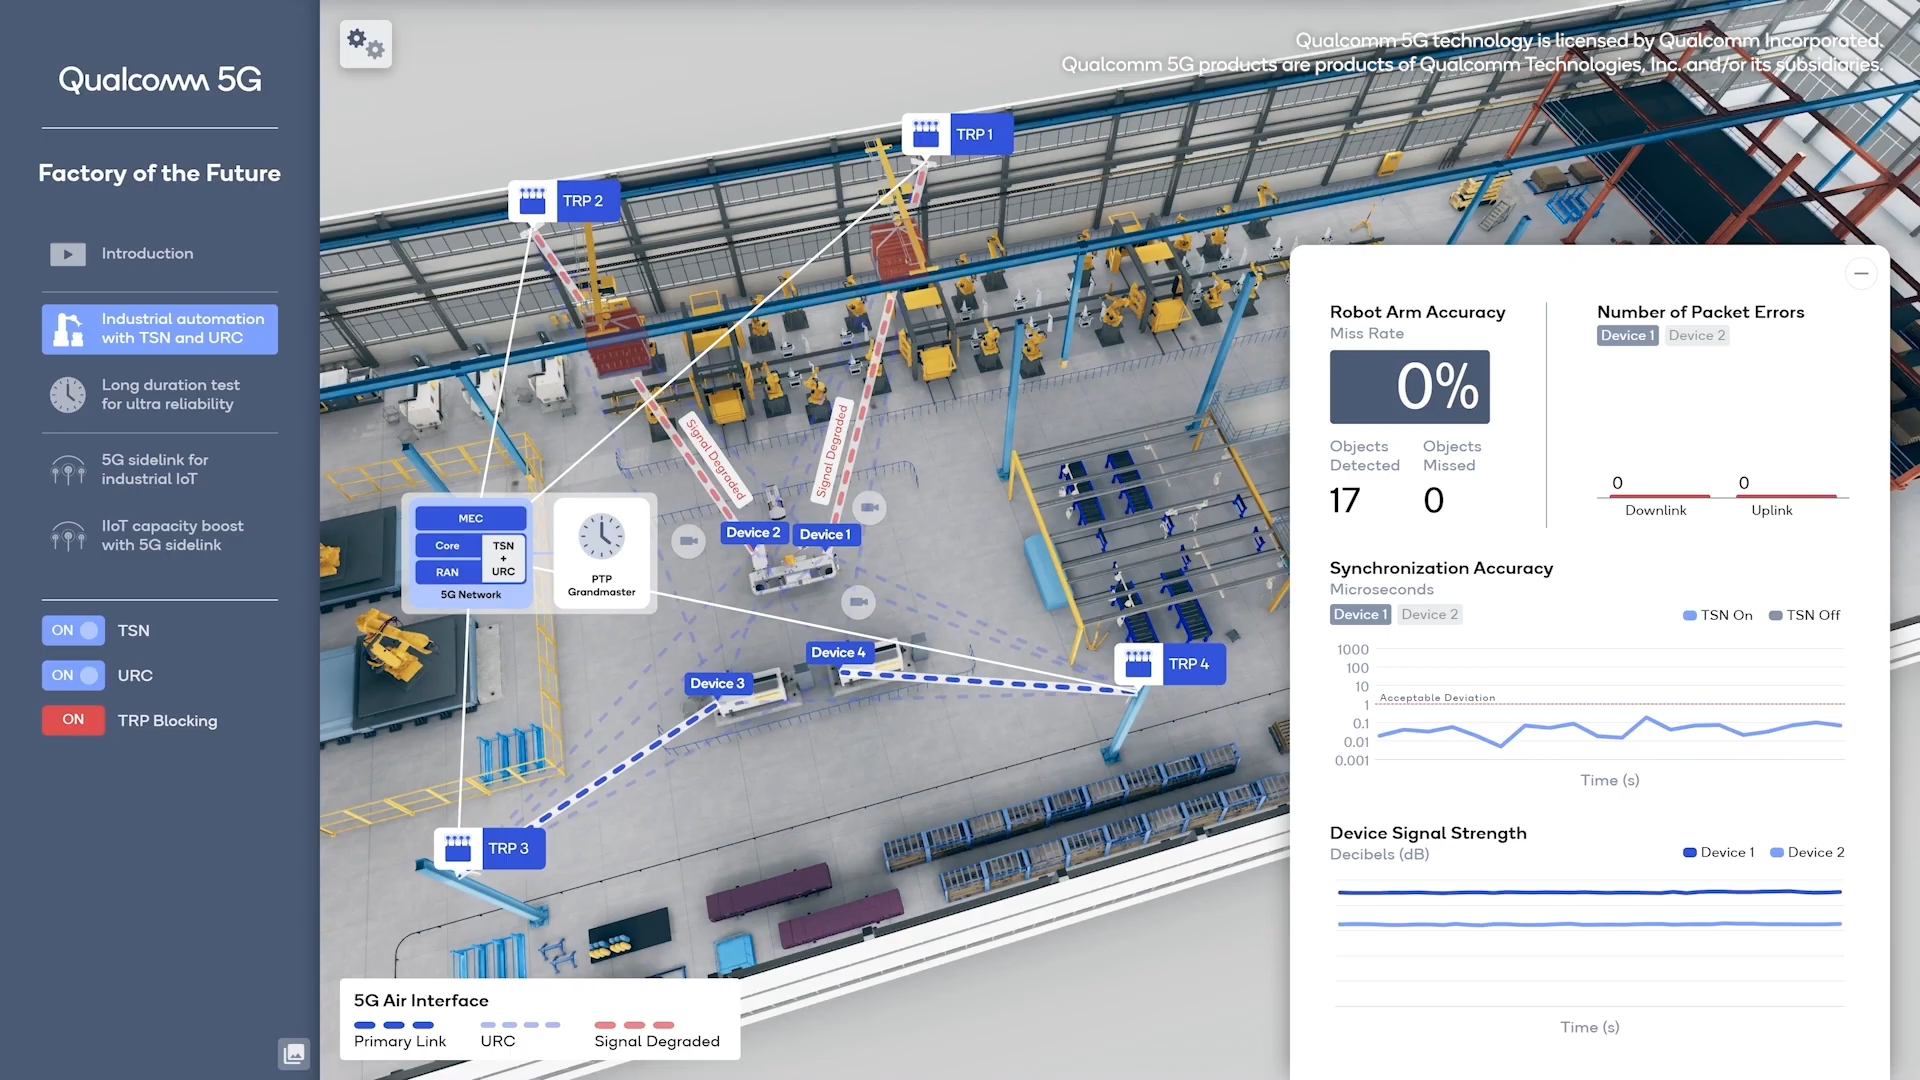 Qualcomm 5G
Factory of the Future
Introduction
Industrial automation
with TSN and URC
Long duration test
for ultra reliability
5G sidelink for
industrial IoT
IIoT capacity boost
with 5G sidelink
ON TSN
ON URC
ON TRP Blocking
Qualcomm 5G technology is licensed by Qualcomm Incorporated.
Qualcomm 5G products are products of Qualcomm Technologies, Inc. and/or its subsidiaries.
TRP 1
TRP 2
Signal Degraded
Signal Degraded
MEC
Core
RAN
TSN
+
URC
5G Network
PTP
Grandmaster
Device 2
Device 1
Device 4
Device 3
TRP 4
TRP 3
5G Air Interface
Primary Link
URC
Signal Degraded
Robot Arm Accuracy
Miss Rate
0%
Objects
Detected
17
Objects
Missed
0
Number of Packet Errors
Device 1 Device 2
0 0
Downlink Uplink
Synchronization Accuracy
Microseconds
Device 1 Device 2
TSN On TSN Off
1000
100
10
Acceptable Deviation
1
0.1
0.01
0.001
Time (s)
Device Signal Strength
Decibels (dB)
Device 1 Device 2
Time (s)